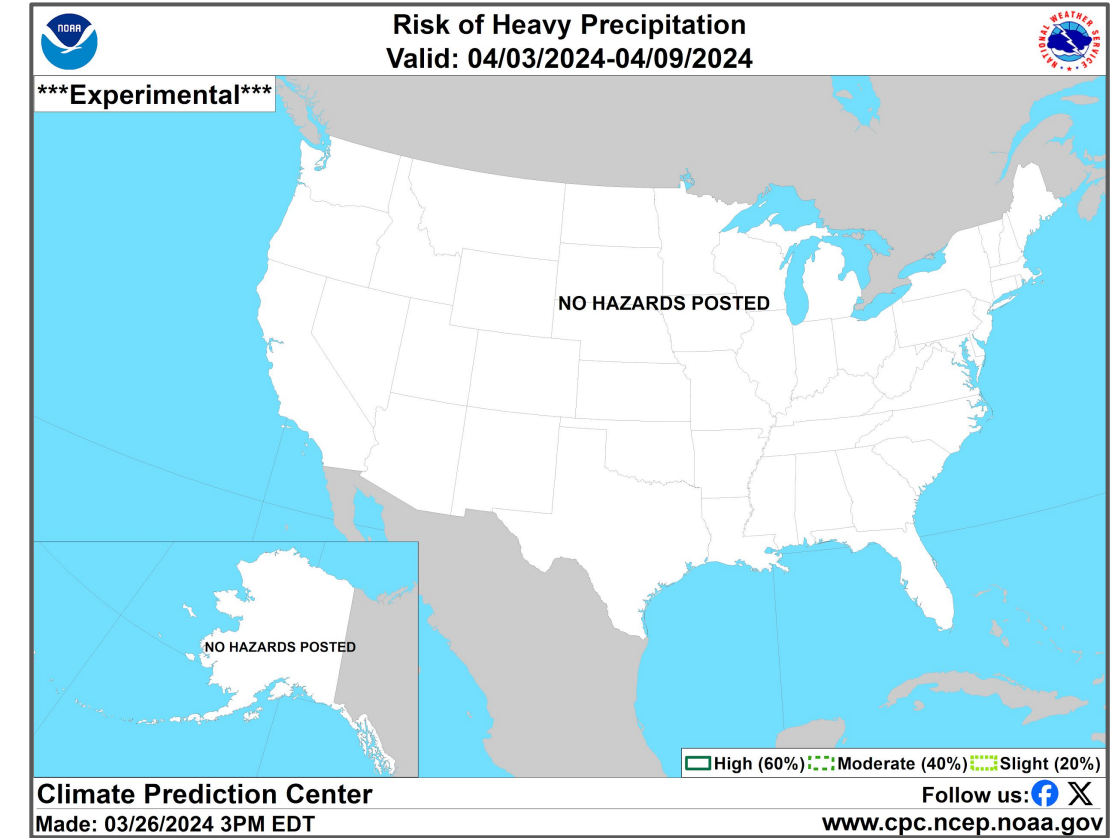 NOAA
Risk of Heavy Precipitation
Valid: 04/03/2024-04/09/2024
NATIONAL WEATHER SERVICE
***Experimental***
NO HAZARDS POSTED
NO HAZARDS POSTED
High (60%) Moderate (40%) Slight (20%)
Climate Prediction Center
Follow us:
Made: 03/26/2024 3PM EDT
www.cpc.ncep.noaa.gov